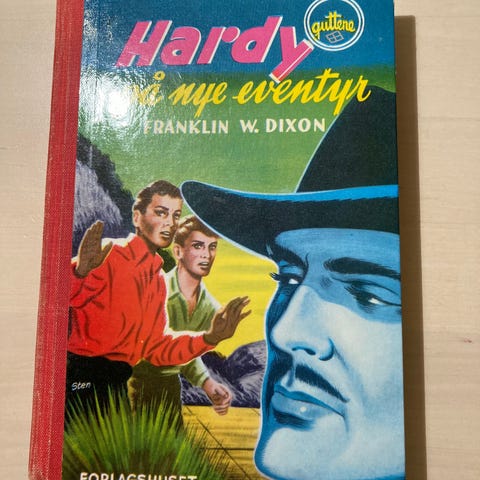 Hardy
guttene
på nye eventyr
FRANKLIN W. DIXON
Sten
FORLAGSHUSET